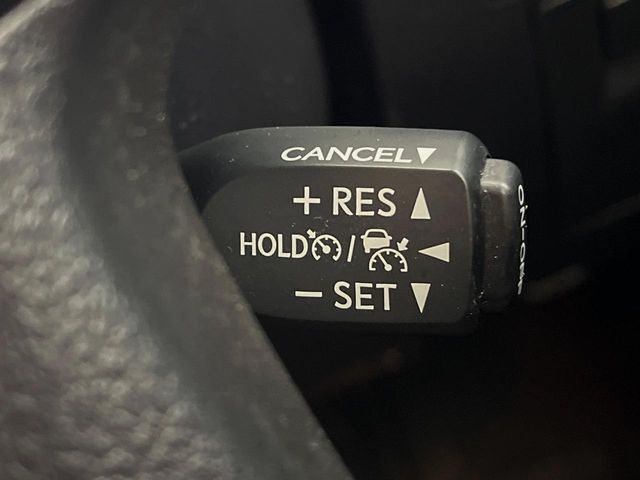 CANCEL▼
+ RES ▲
HOLD / ◀
− SET ▼
ON-OFF